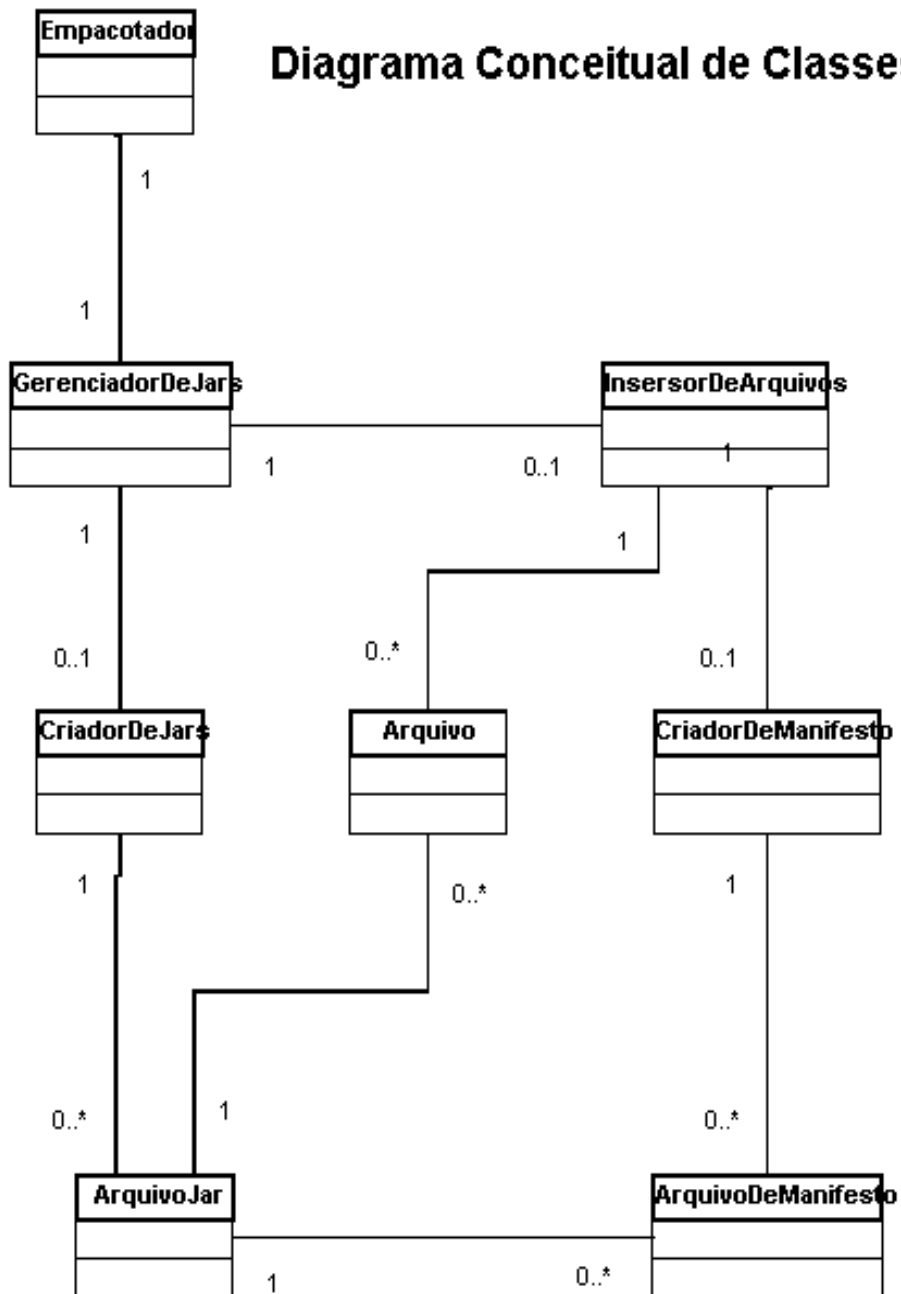 Empacotador
Diagrama Conceitual de Classes
1
1
GerenciadorDeJars
InsersorDeArquivos
1
0..1
1
1
1
0..*
0..1
0..1
CriadorDeJars
Arquivo
CriadorDeManifesto
1
0..*
1
0..*
1
0..*
ArquivoJar
ArquivoDeManifesto
1
0..*